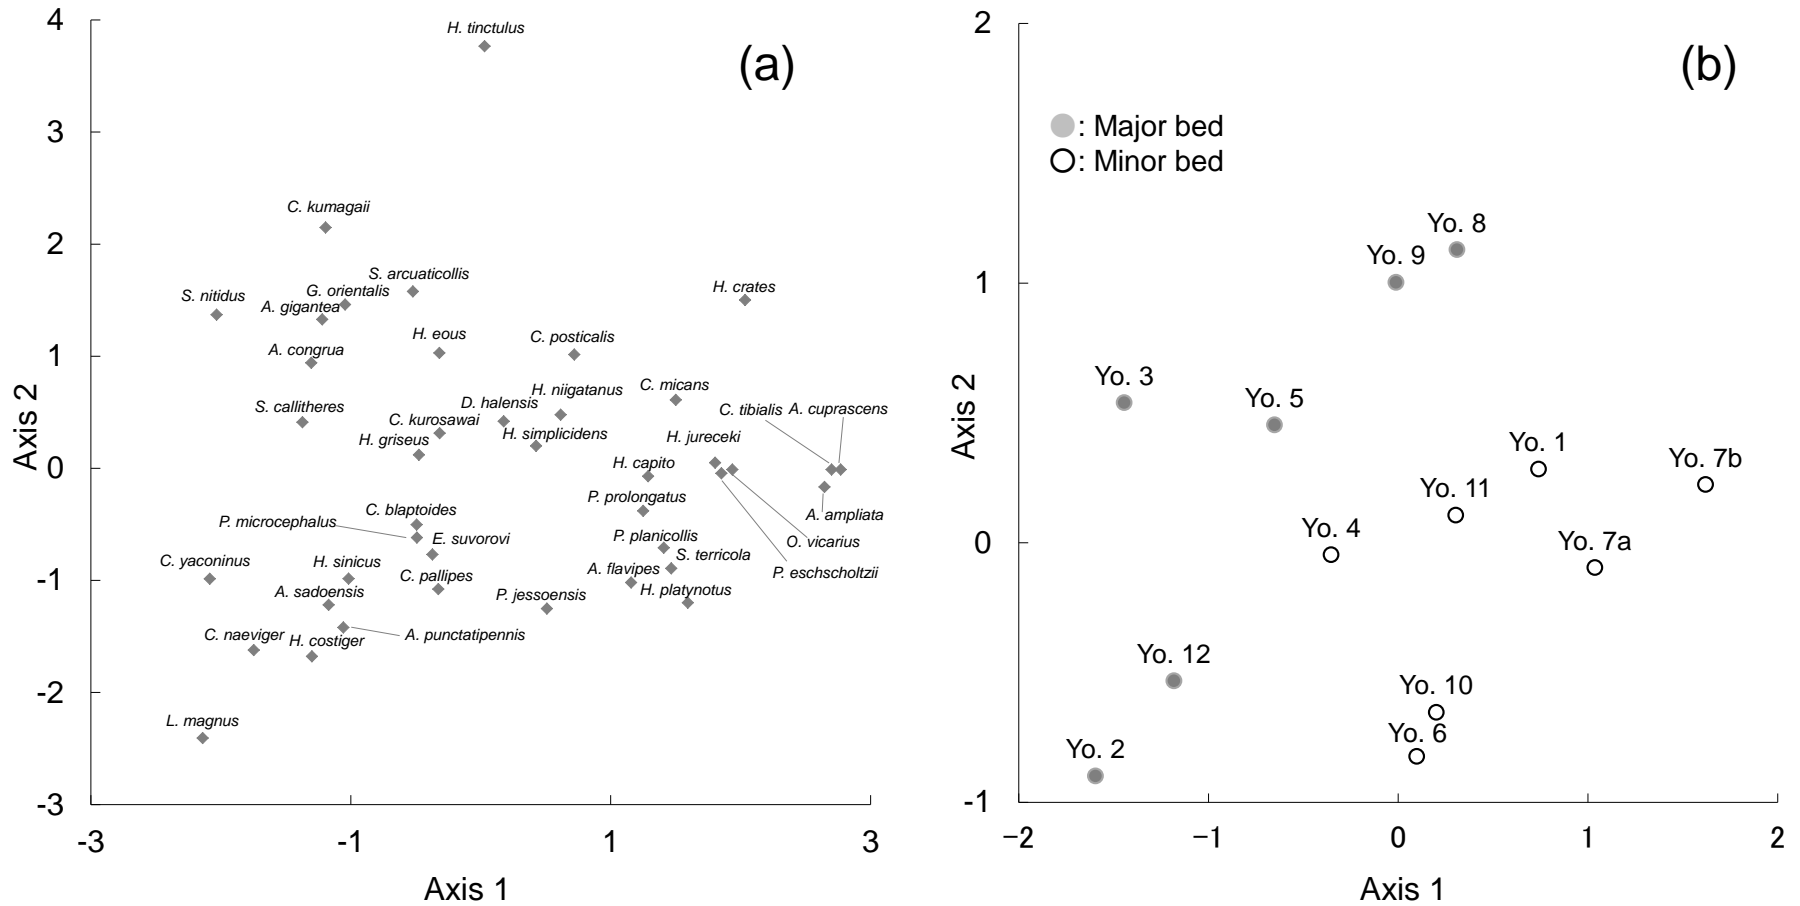 4
H. tinctulus
(a)
3
C. kumagaii
2
S. arcuaticollis
S. nitidus
G. orientalis
H. crates
A. gigantea
H. eous
C. posticalis
1
A. congrua
C. micans
H. niigatanus
S. callitheres
D. halensis
C. tibialis
A. cuprascens
C. kurosawai
H. simplicidens
H. griseus
H. jureceki
0
H. capito
P. prolongatus
C. blaptoides
A. ampliata
P. microcephalus
E. suvorovi
P. planicollis
O. vicarius
C. yaconinus
H. sinicus
S. terricola
A. flavipes
P. eschscholtzii
-1
C. pallipes
A. sadoensis
P. jessoensis
H. platynotus
C. naeviger
H. costiger
A. punctatipennis
-2
L. magnus
-3
-3
-1
1
3
Axis 1
Axis 2
2
(b)
: Major bed
: Minor bed
Yo. 8
Yo. 9
1
Yo. 3
Yo. 5
Yo. 1
Yo. 7b
Yo. 11
Yo. 4
Yo. 7a
0
Yo. 12
Yo. 10
Yo. 6
Yo. 2
-1
−2
−1
0
1
2
Axis 1
Axis 2